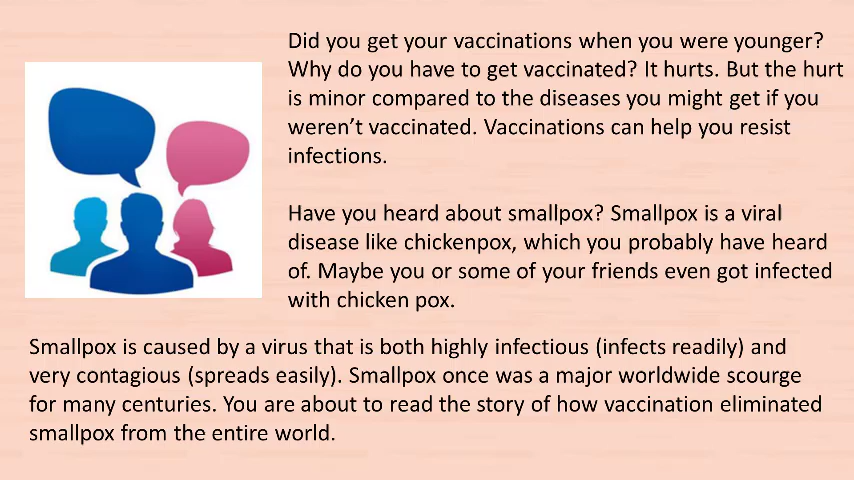 Did you get your vaccinations when you were younger?
Why do you have to get vaccinated? It hurts. But the hurt
is minor compared to the diseases you might get if you
weren’t vaccinated. Vaccinations can help you resist
infections.
Have you heard about smallpox? Smallpox is a viral
disease like chickenpox, which you probably have heard
of. Maybe you or some of your friends even got infected
with chicken pox.
Smallpox is caused by a virus that is both highly infectious (infects readily) and
very contagious (spreads easily). Smallpox once was a major worldwide scourge
for many centuries. You are about to read the story of how vaccination eliminated
smallpox from the entire world.